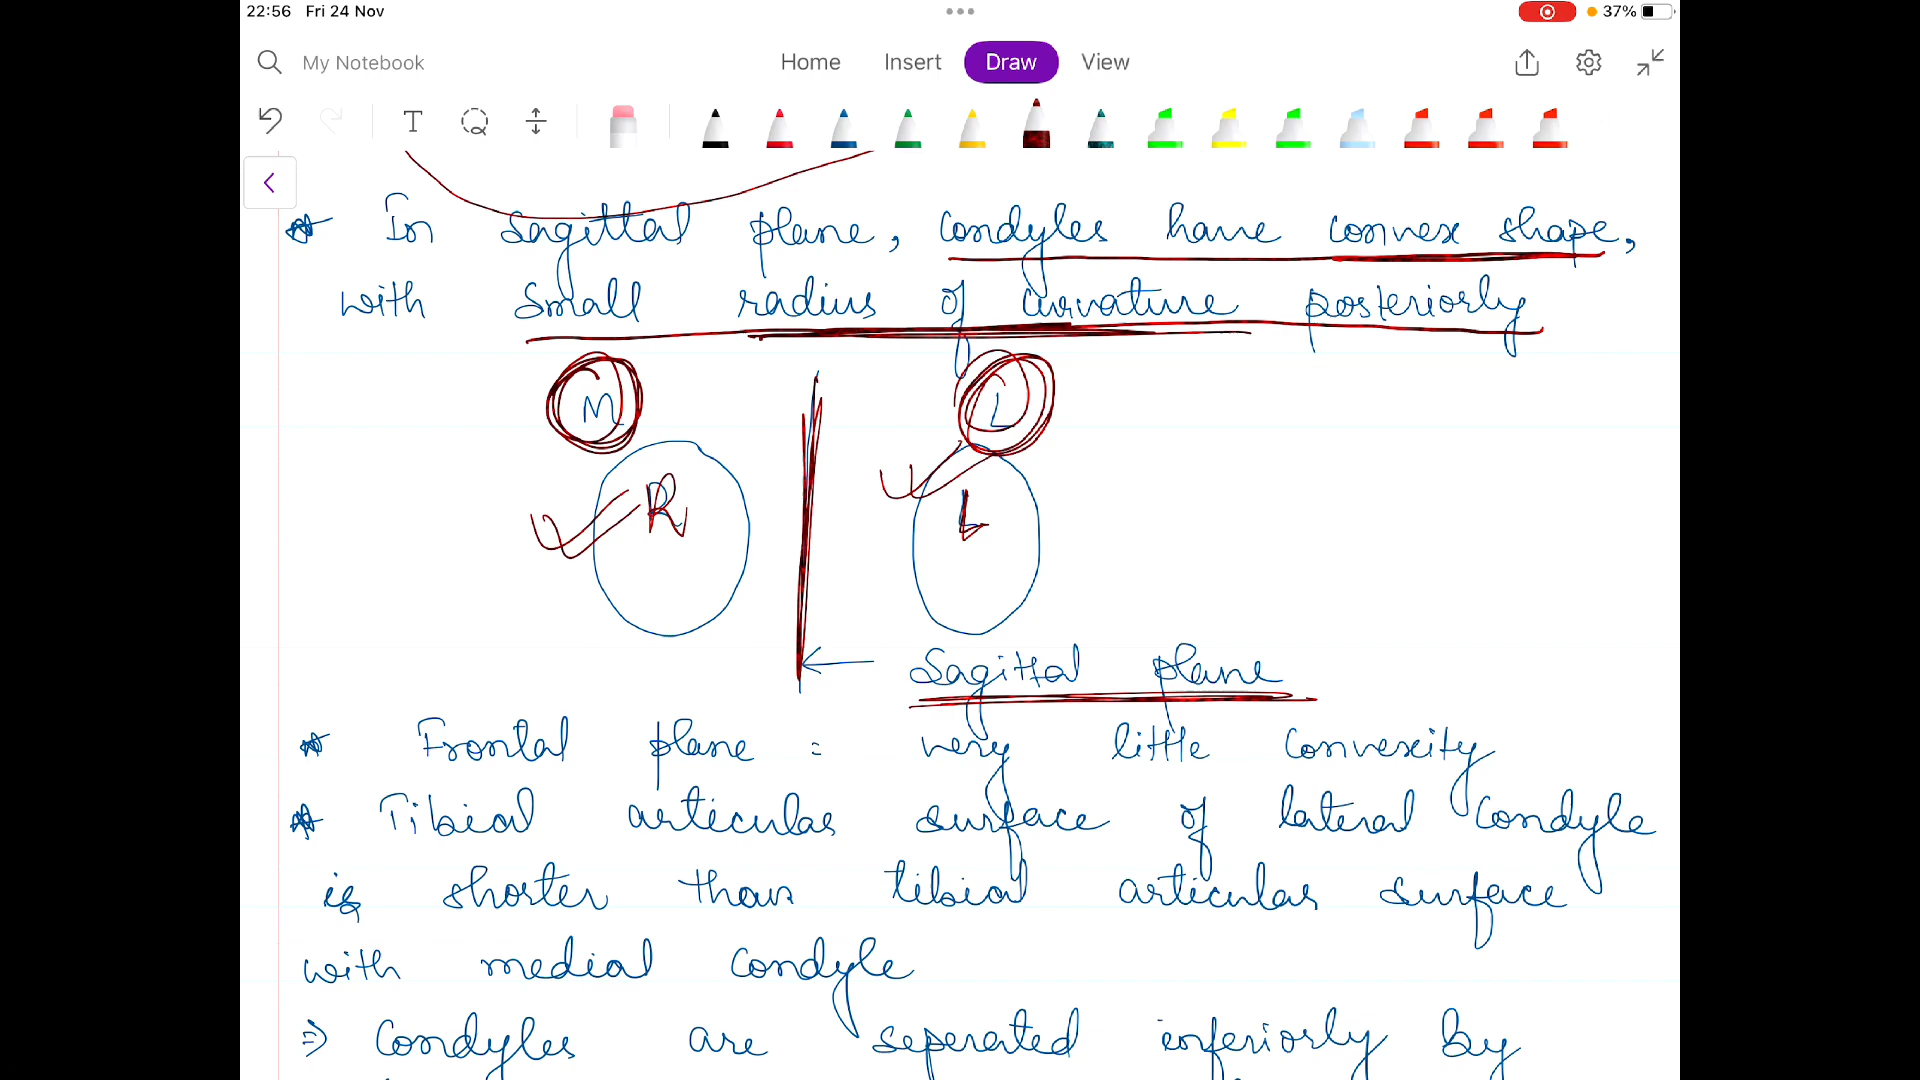 22:56 Fri 24 Nov
37%
My Notebook
Home Insert Draw View
T
In Sagittal plane, condyles have convex shape,
with Small radius of curvature posteriorly
M L
R L
Sagittal plane
Frontal plane = very little convexity
Tibial articular surface of lateral condyle
is shorter than tibial articular surface
with medial condyle
⇒ Condyles are seperated inferiorly by